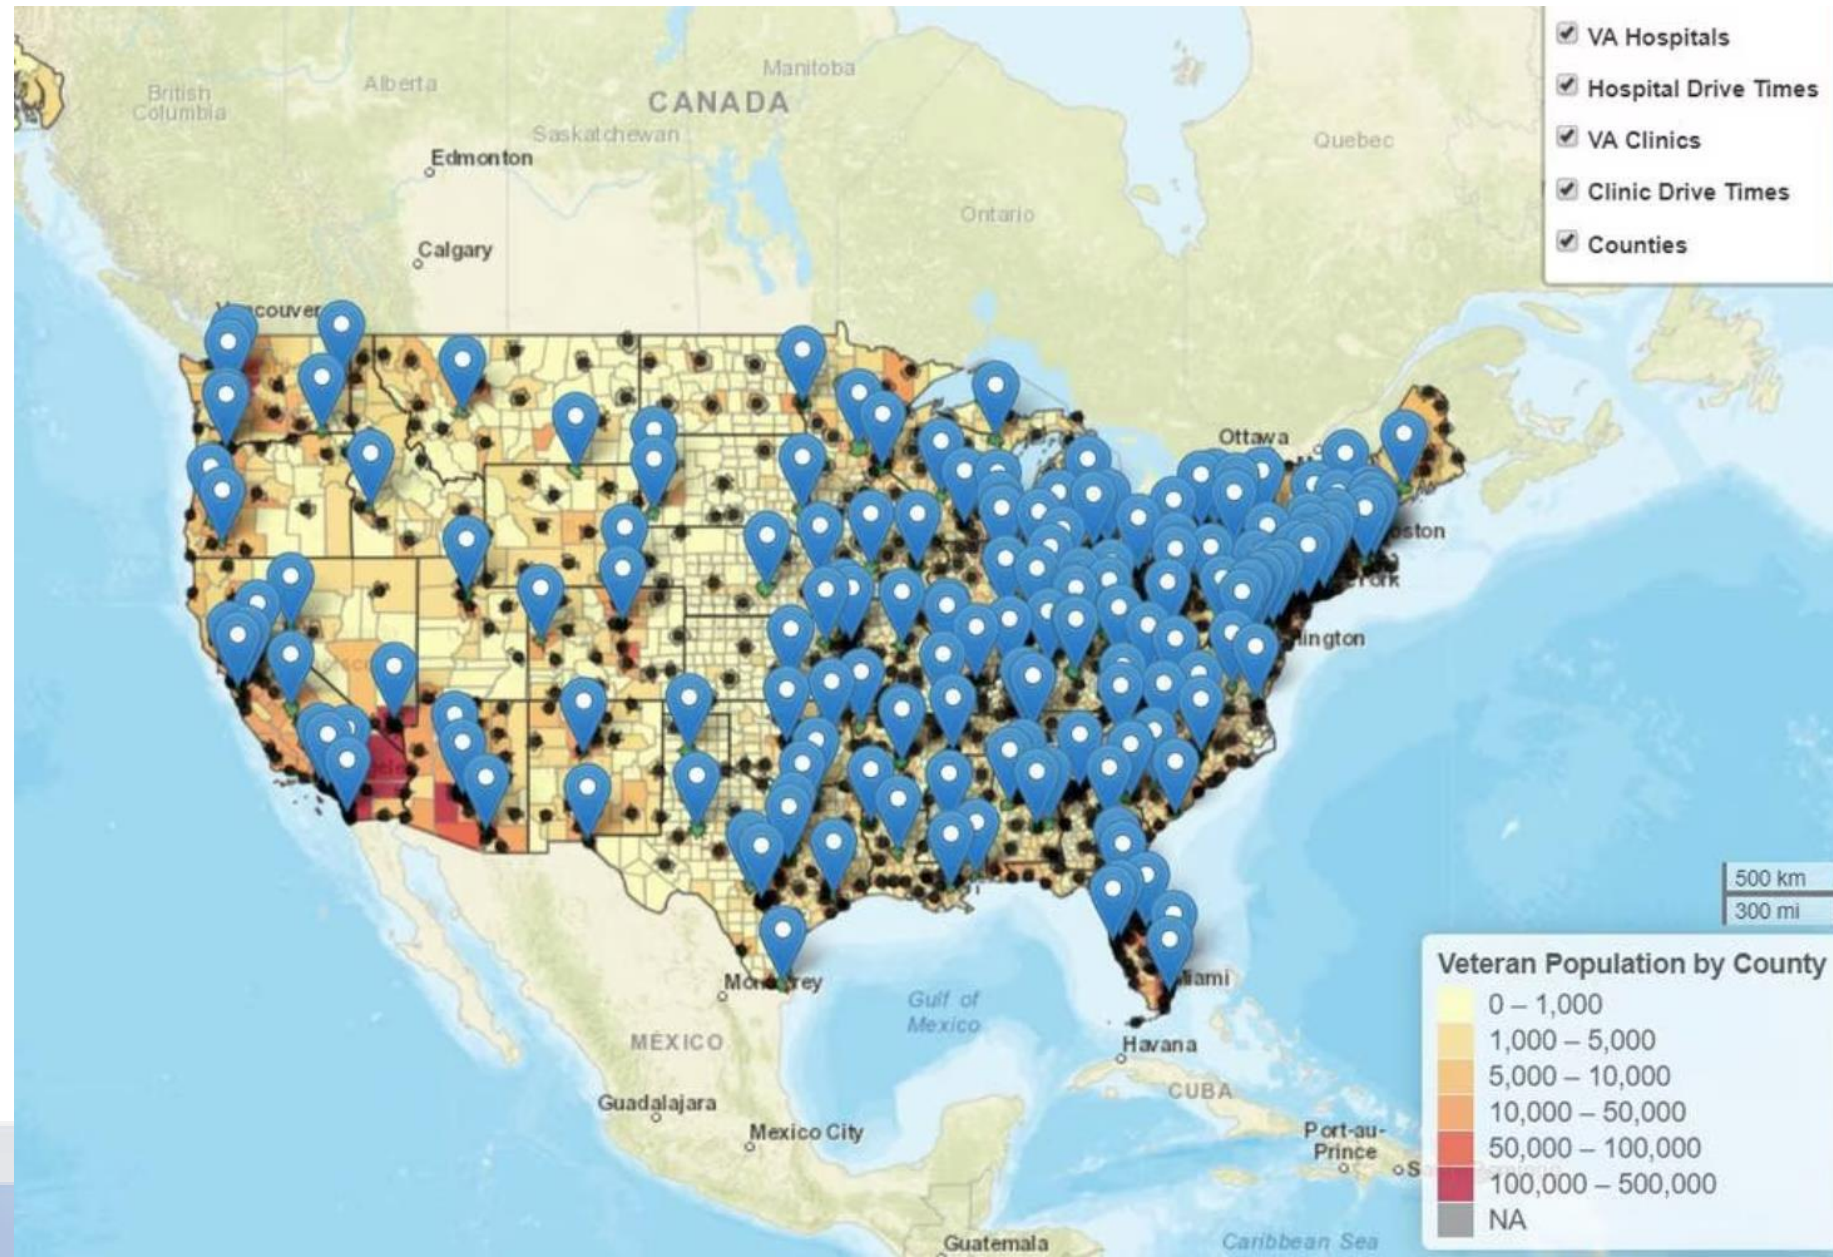 VA Hospitals
Hospital Drive Times
VA Clinics
Clinic Drive Times
Counties
British
Columbia
Alberta
Manitoba
CANADA
Saskatchewan
Quebec
Edmonton
Ontario
Calgary
couver
Ottawa
oston
ington
500 km
300 mi
iami
Gulf of
Mexico
MÉXICO
Havana
CUBA
Guadalajara
Mexico City
Port-au-
Prince
Guatemala
Caribbean Sea
Veteran Population by County
0 – 1,000
1,000 – 5,000
5,000 – 10,000
10,000 – 50,000
50,000 – 100,000
100,000 – 500,000
NA